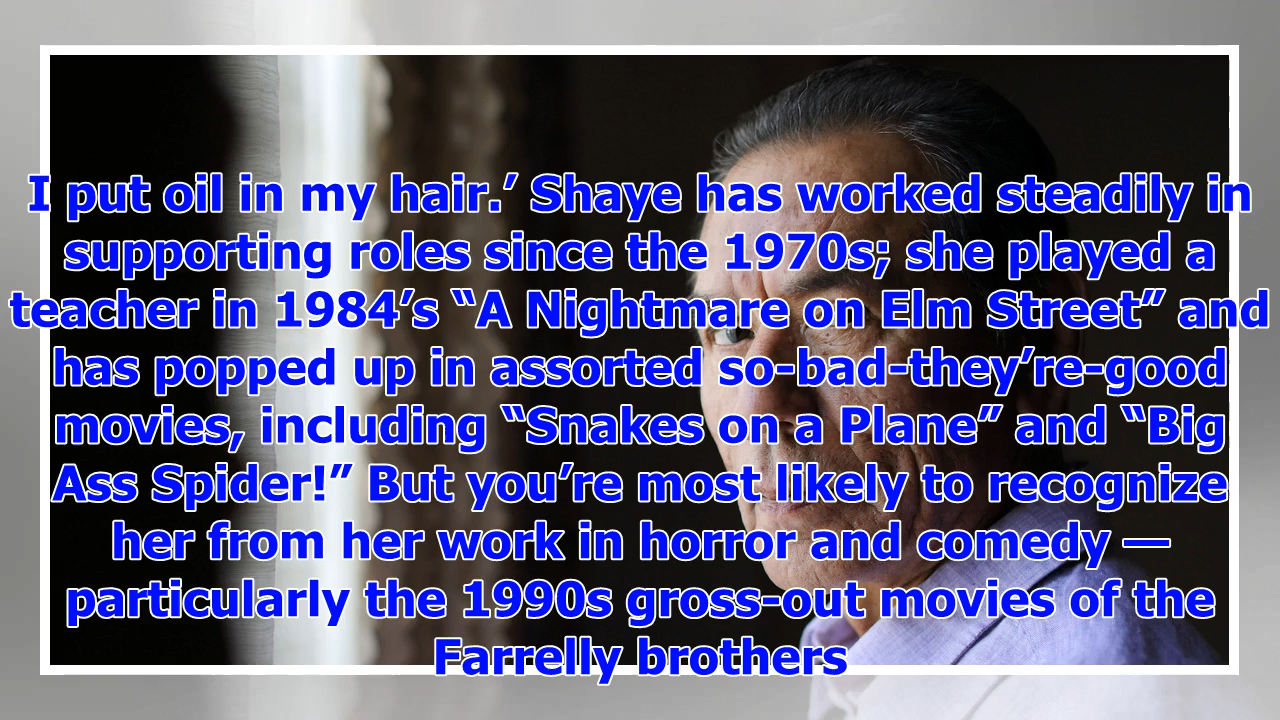 I put oil in my hair.’ Shaye has worked steadily in
supporting roles since the 1970s; she played a
teacher in 1984’s “A Nightmare on Elm Street” and
has popped up in assorted so-bad-they’re-good
movies, including “Snakes on a Plane” and “Big
Ass Spider!” But you’re most likely to recognize
her from her work in horror and comedy —
particularly the 1990s gross-out movies of the
Farrelly brothers